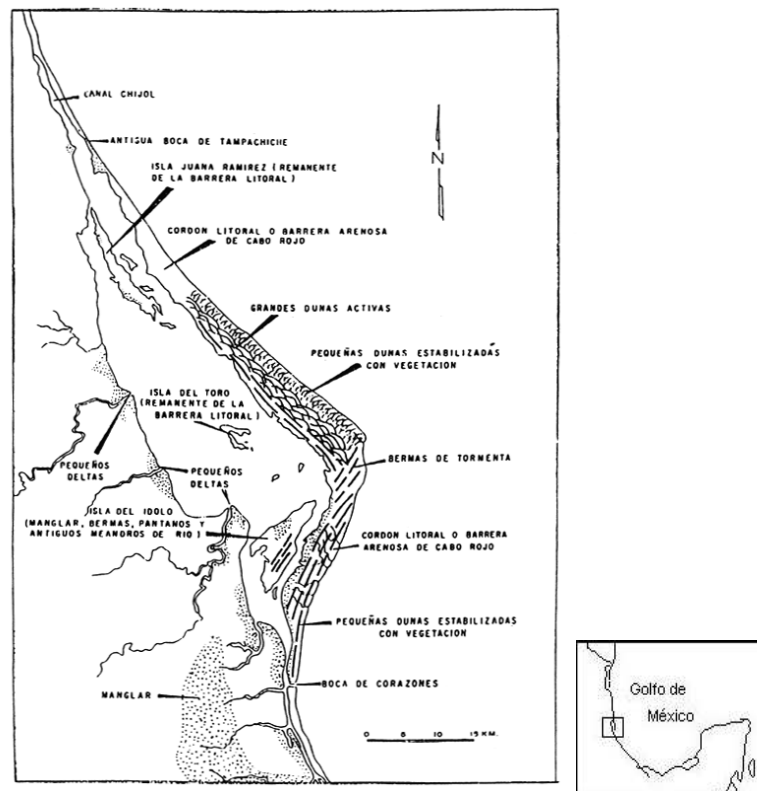 CANAL CHIJOL
ANTIGUA BOCA DE TAMPACHICHE
ISLA JUANA RAMIREZ (REMANENTE
DE LA BARRERA LITORAL)
N
CORDON LITORAL O BARRERA ARENOSA
DE CABO ROJO
GRANDES DUNAS ACTIVAS
PEQUEÑAS DUNAS ESTABILIZADAS
CON VEGETACION
ISLA DEL TORO
(REMANENTE DE LA
BARRERA LITORAL)
PEQUEÑOS
DELTAS
BERMAS DE TORMENTA
PEQUEÑOS
DELTAS
ISLA DEL IDOLO
(MANGLAR, BERMAS, PANTANOS Y
ANTIGUOS MEANDROS DE RIO)
CORDON LITORAL O BARRERA
ARENOSA DE CABO ROJO
PEQUEÑAS DUNAS ESTABILIZADAS
CON VEGETACION
MANGLAR
BOCA DE CORAZONES
0 5 10 15 KM.
Golfo de
México